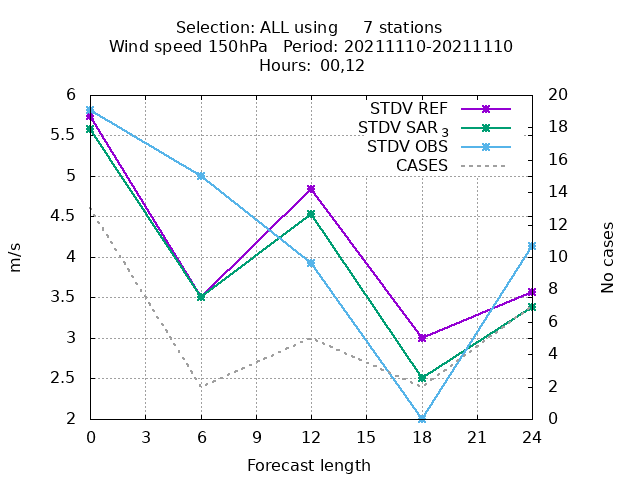 Selection: ALL using     7 stations
Wind speed 150hPa   Period: 20211110-20211110
Hours: 00,12
STDV REF
STDV SAR3
STDV OBS
CASES
6
5.5
5
4.5
4
3.5
3
2.5
2
m/s
20
18
16
14
12
10
8
6
4
2
0
No cases
0 3 6 9 12 15 18 21 24
Forecast length